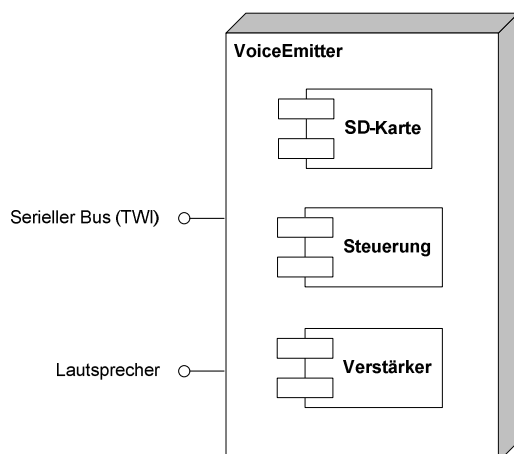 VoiceEmitter
SD-Karte
Serieller Bus (TWI)
Steuerung
Lautsprecher
Verstärker